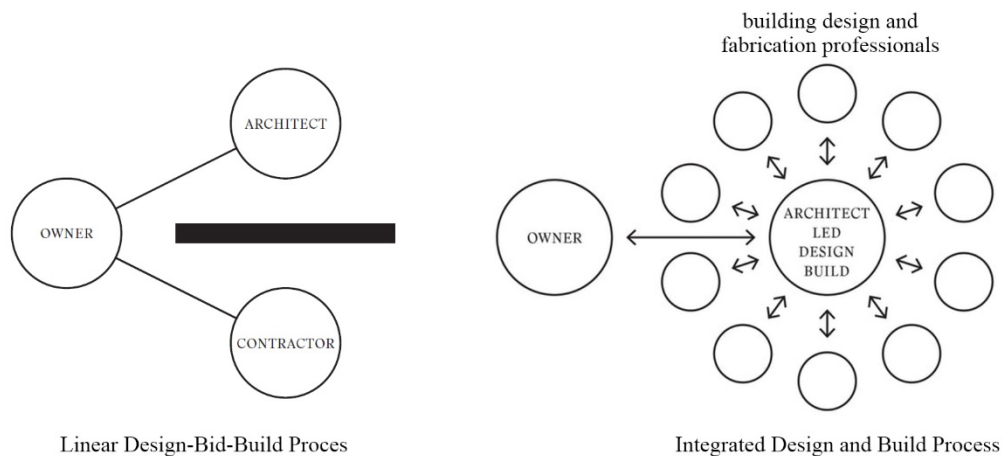 building design and
fabrication professionals
ARCHITECT
OWNER
CONTRACTOR
OWNER
ARCHITECT
LED
DESIGN
BUILD
Linear Design-Bid-Build Proces
Integrated Design and Build Process